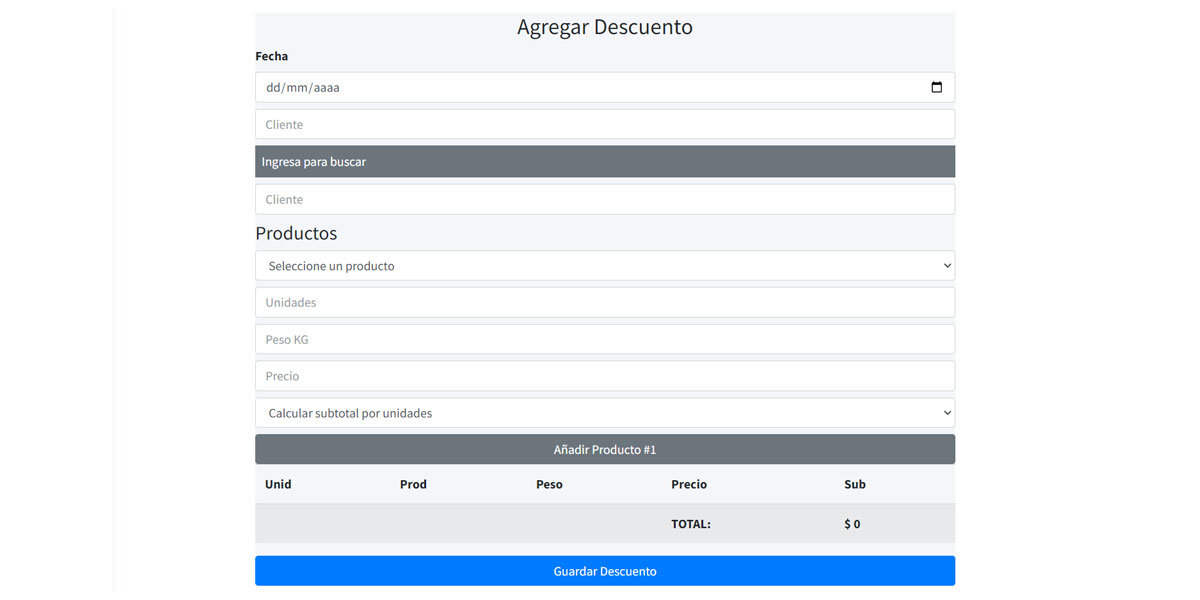 Agregar Descuento
Fecha
dd/mm/aaaa
Cliente
Ingresa para buscar
Cliente
Productos
Seleccione un producto
Unidades
Peso KG
Precio
Calcular subtotal por unidades
Añadir Producto #1
Unid Prod Peso Precio Sub
TOTAL: $ 0
Guardar Descuento